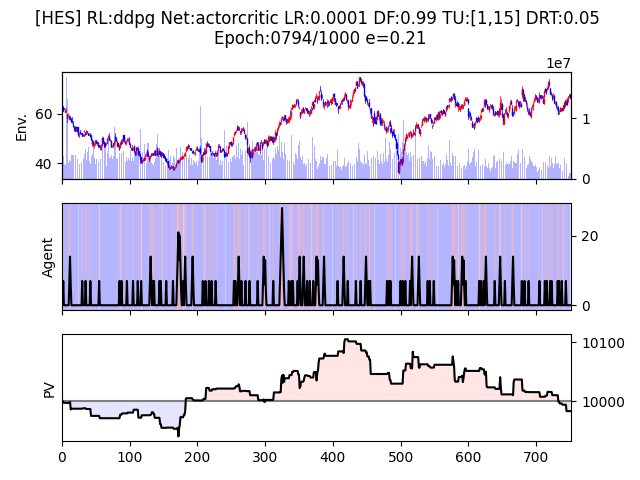 [HES] RL:ddpg Net:actorcritic LR:0.0001 DF:0.99 TU:[1,15] DRT:0.05
Epoch:0794/1000 e=0.21
1e7
Env.
60
40
1
0
Agent
20
0
PV
10100
10000
0 100 200 300 400 500 600 700